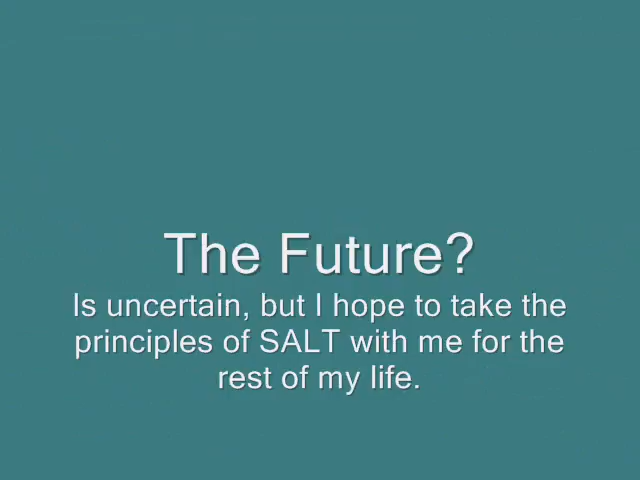 The Future?
Is uncertain, but I hope to take the
principles of SALT with me for the
rest of my life.